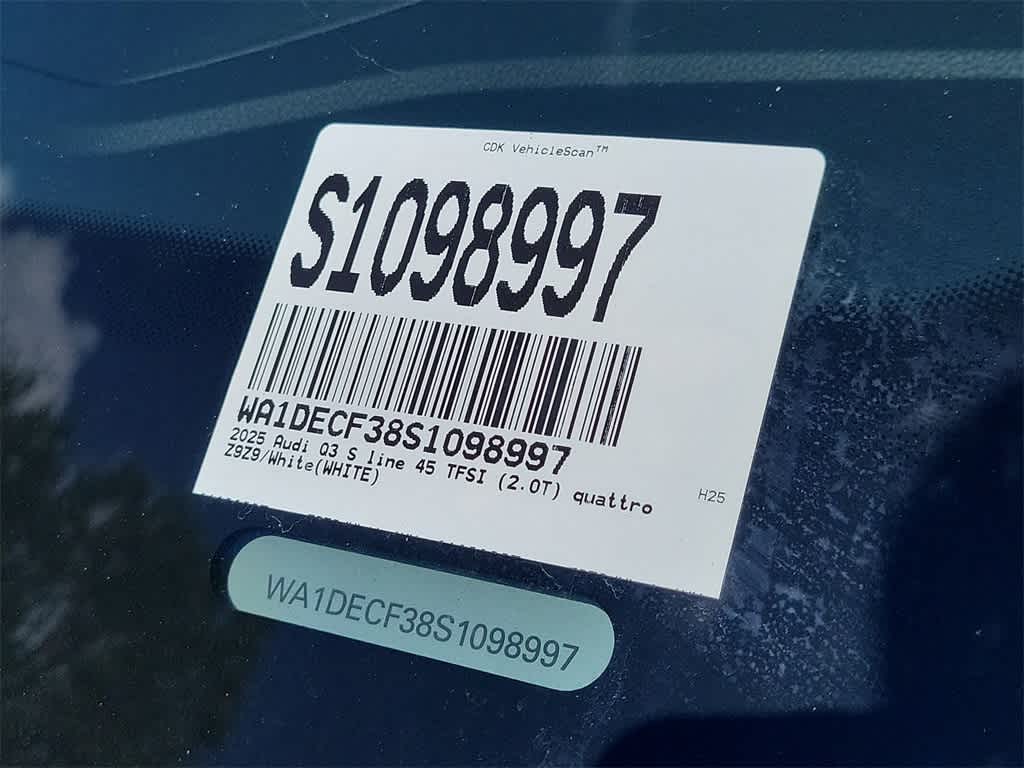 CDK VehicleScan™
S1098997
WA1DECF38S1098997
2025 Audi Q3 S line 45 TFSI (2.0T) quattro
Z9Z9/White(WHITE)
H25
WA1DECF38S1098997